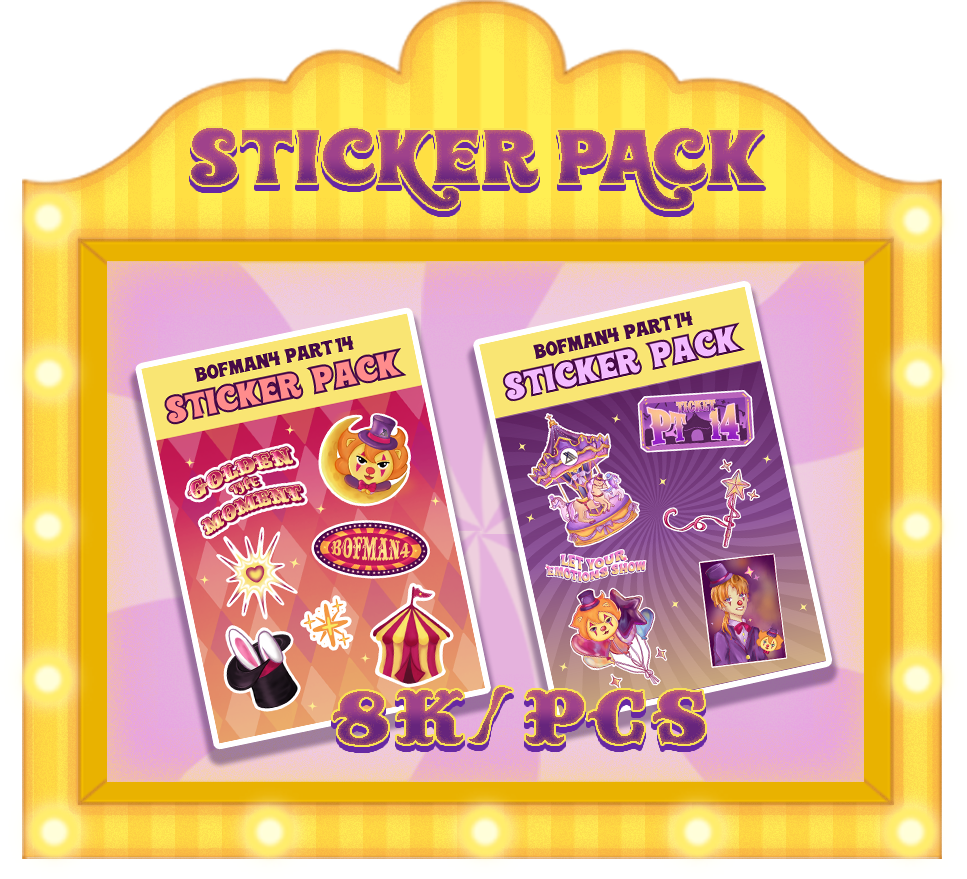 STICKER PACK
BOFMAN4 PART 14
STICKER PACK
GOLDEN
THE
MOMENT
BOFMAN4
BOFMAN4 PART 14
STICKER PACK
TICKET
PT 14
LET YOUR
EMOTIONS SHOW
8K/ PCS